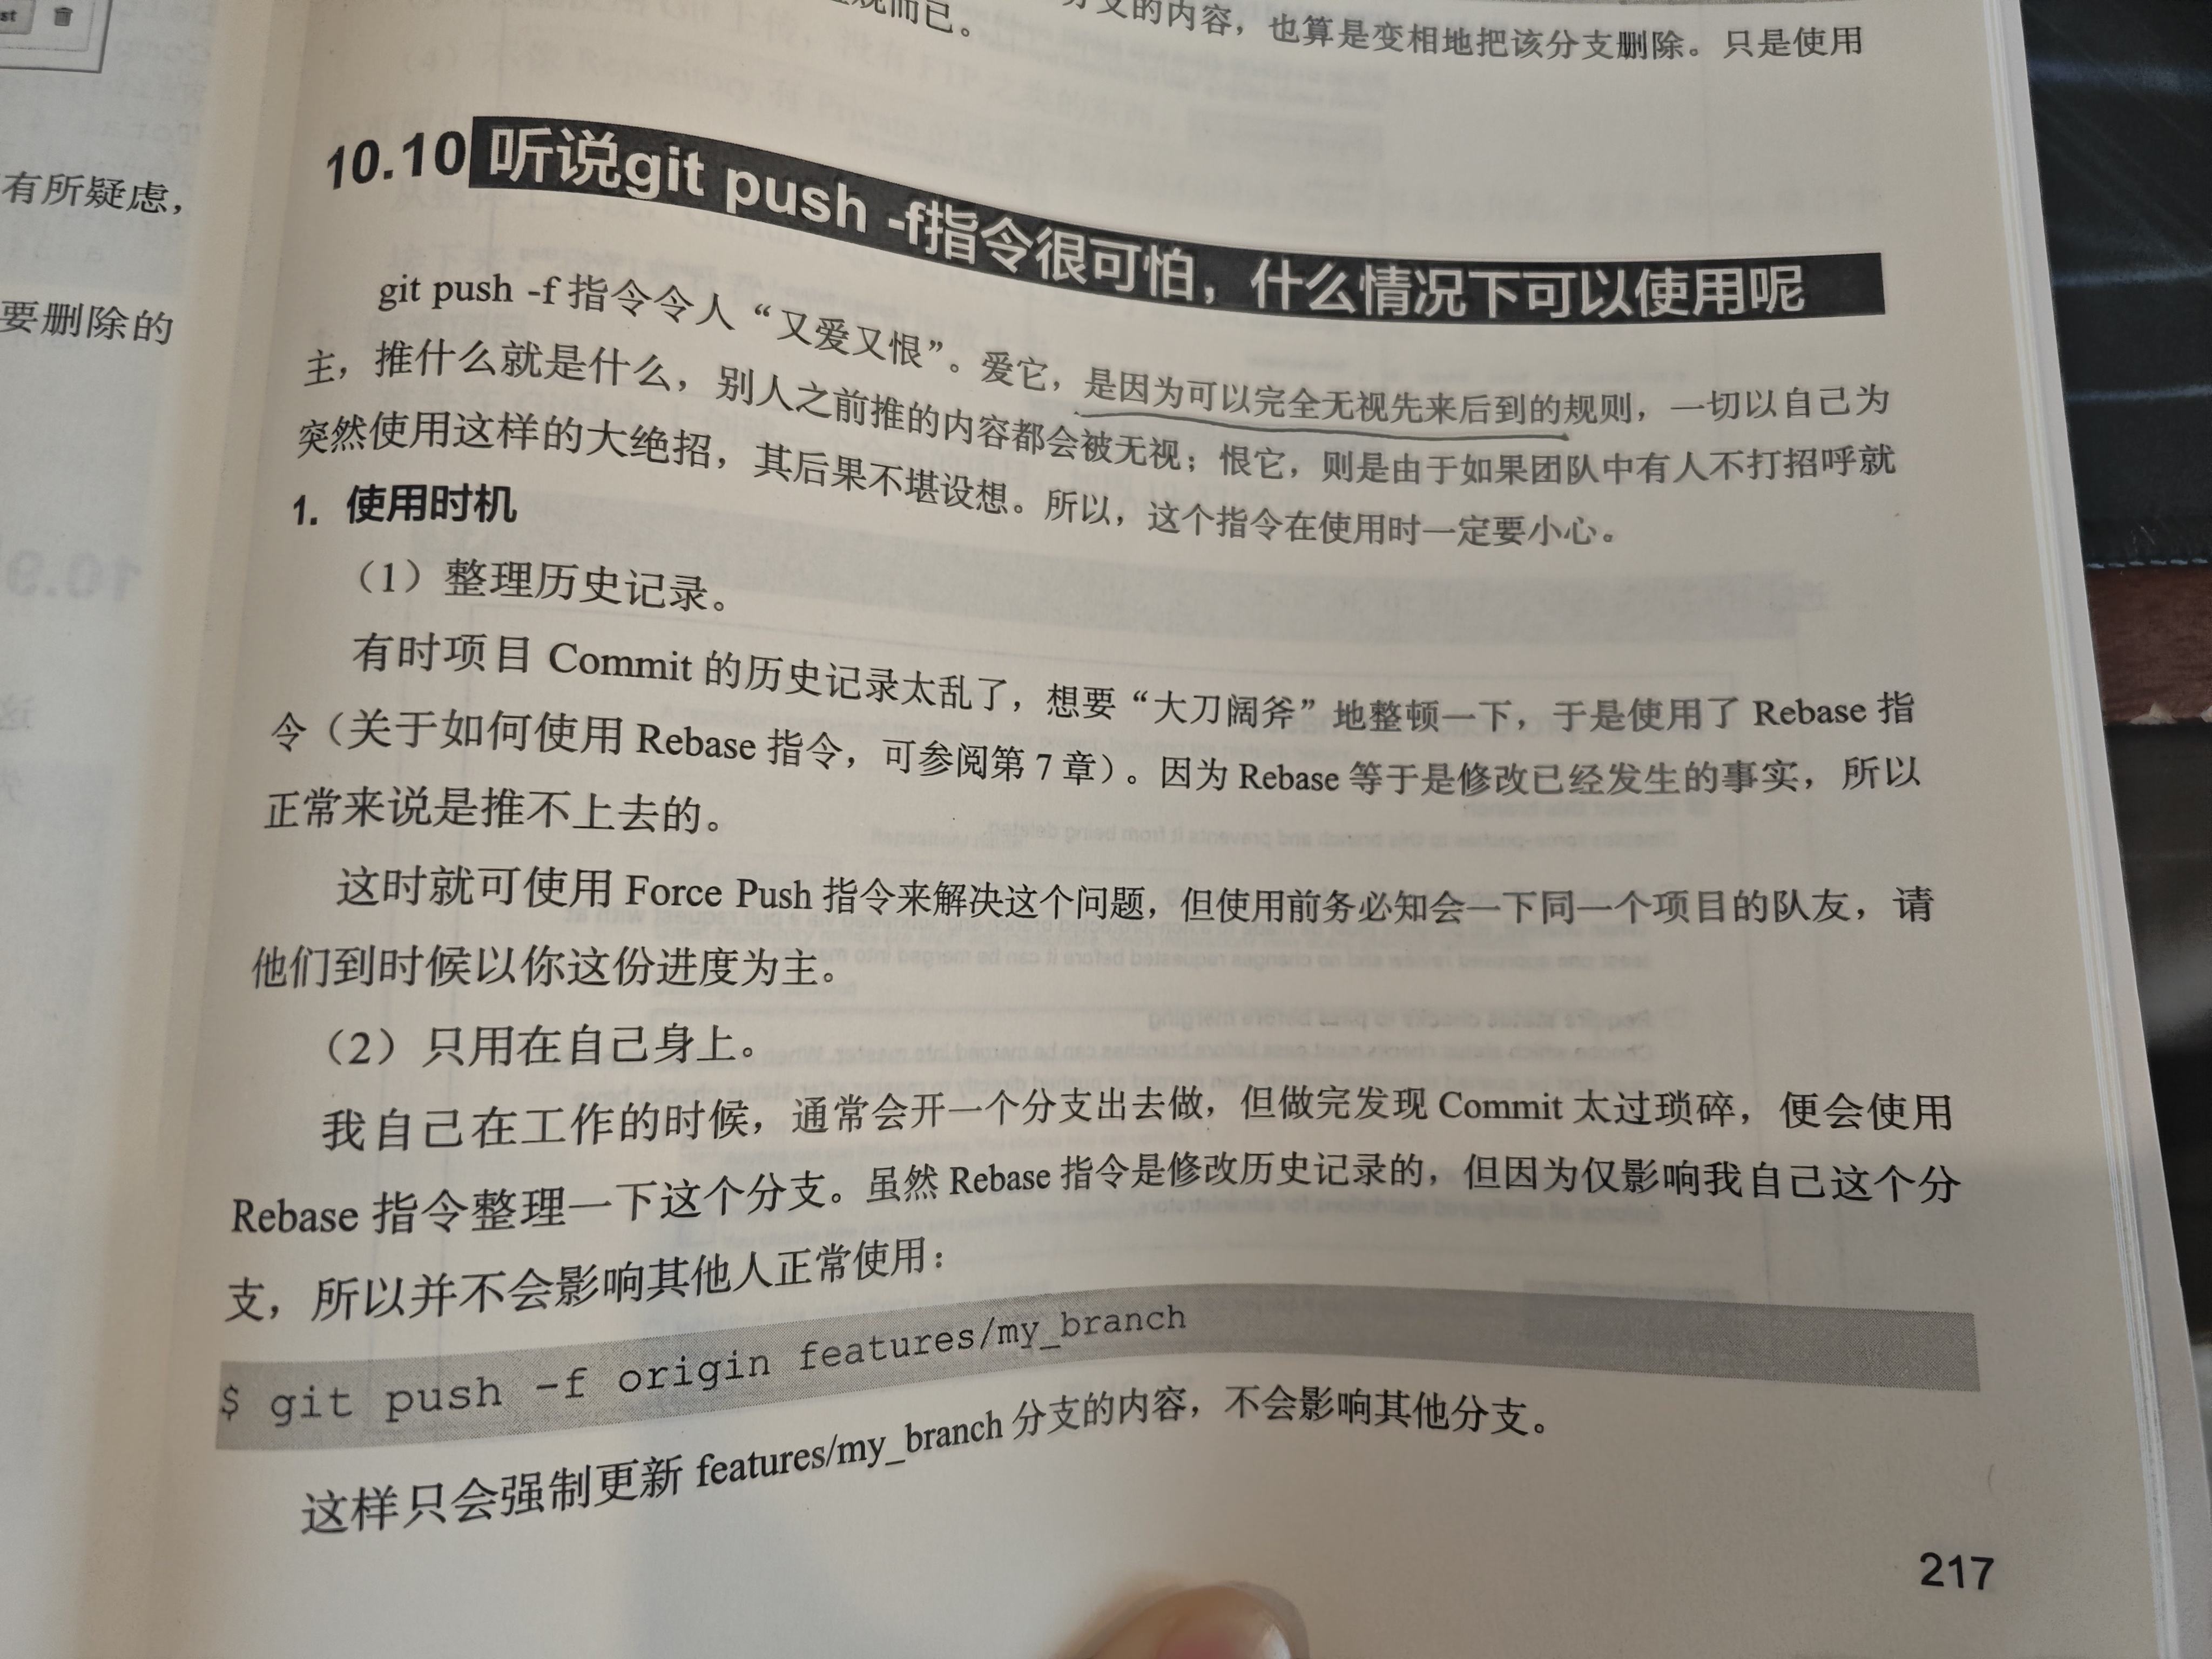 st
有所疑虑，
要删除的
分支的内容，也算是变相地把该分支删除。只是使用
而已。
10.10 听说git push -f指令很可怕，什么情况下可以使用呢
git push -f 指令令人“又爱又恨”。爱它，是因为可以完全无视先来后到的规则，一切以自己为
主，推什么就是什么，别人之前推的内容都会被无视；恨它，则是由于如果团队中有人不打招呼就
突然使用这样的大绝招，其后果不堪设想。所以，这个指令在使用时一定要小心。
1. 使用时机
（1）整理历史记录。
有时项目 Commit 的历史记录太乱了，想要“大刀阔斧”地整顿一下，于是使用了 Rebase 指
令（关于如何使用 Rebase 指令，可参阅第 7 章）。因为 Rebase 等于是修改已经发生的事实，所以
正常来说是推不上去的。
这时就可使用 Force Push 指令来解决这个问题，但使用前务必知会一下同一个项目的队友，请
他们到时候以你这份进度为主。
（2）只用在自己身上。
我自己在工作的时候，通常会开一个分支出去做，但做完发现 Commit 太过琐碎，便会使用
Rebase 指令整理一下这个分支。虽然 Rebase 指令是修改历史记录的，但因为仅影响我自己这个分
支，所以并不会影响其他人正常使用：
$ git push -f origin features/my_branch
这样只会强制更新 features/my_branch 分支的内容，不会影响其他分支。
217